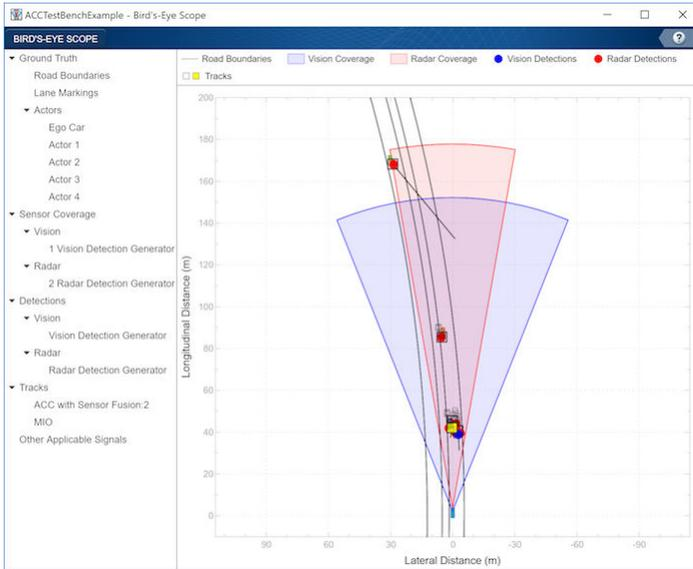 ACCTestBenchExample - Bird's-Eye Scope
BIRD'S-EYE SCOPE
?
Ground Truth
Road Boundaries
Lane Markings
Actors
Ego Car
Actor 1
Actor 2
Actor 3
Actor 4
Sensor Coverage
Vision
1 Vision Detection Generator
Radar
2 Radar Detection Generator
Detections
Vision
Vision Detection Generator
Radar
Radar Detection Generator
Tracks
ACC with Sensor Fusion:2
MIO
Other Applicable Signals
Road Boundaries Vision Coverage Radar Coverage Vision Detections Radar Detections
Tracks
200
180
160
140
120
100
80
60
40
20
0
Longitudinal Distance (m)
90 60 30 0 -30 -60 -90
Lateral Distance (m)